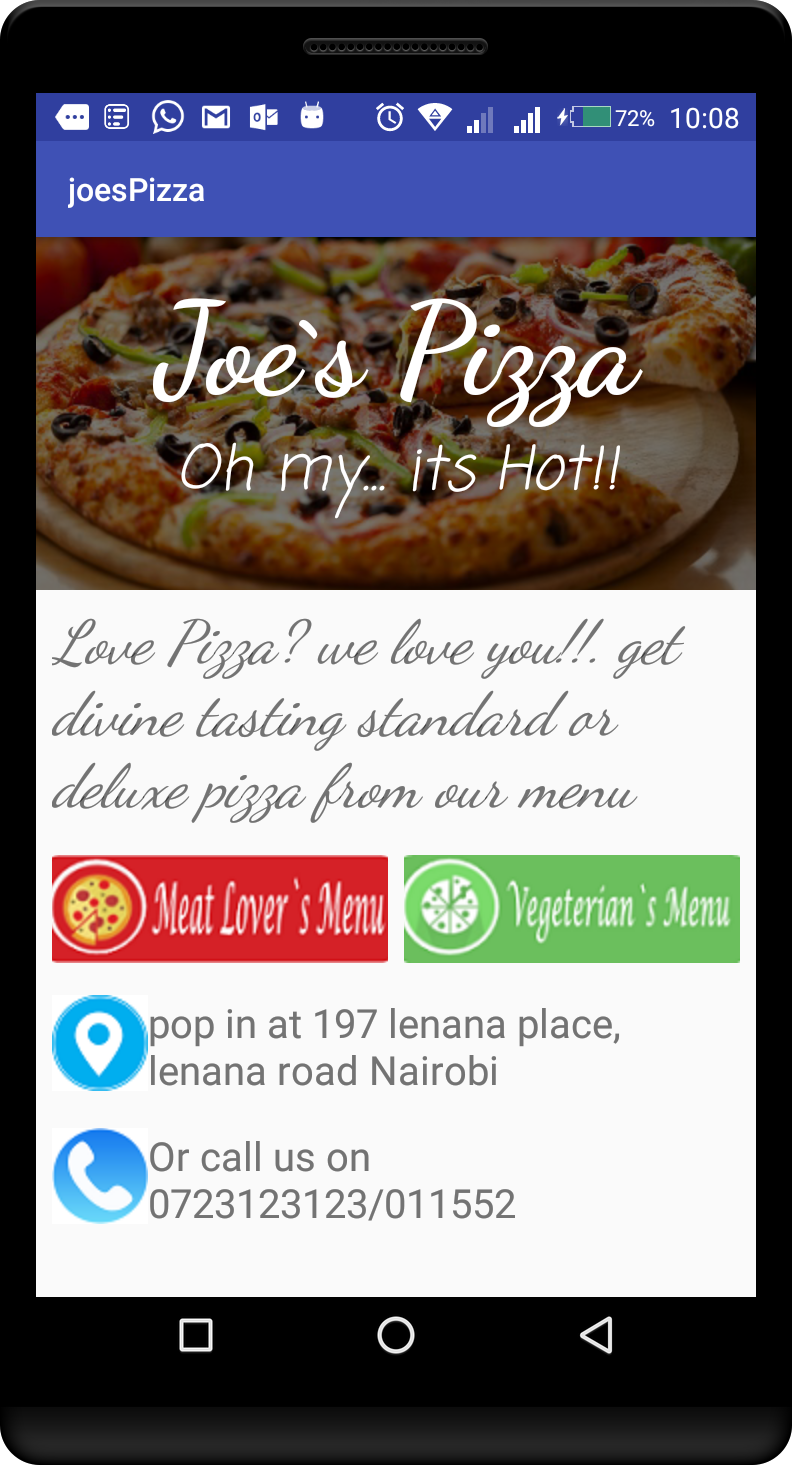 72% 10:08
joesPizza
Joe`s Pizza
Oh my... its Hot!!
Love Pizza? we love you!!. get
divine tasting standard or
deluxe pizza from our menu
Meat Lover`s Menu
Vegeterian`s Menu
pop in at 197 lenana place,
lenana road Nairobi
Or call us on
0723123123/011552